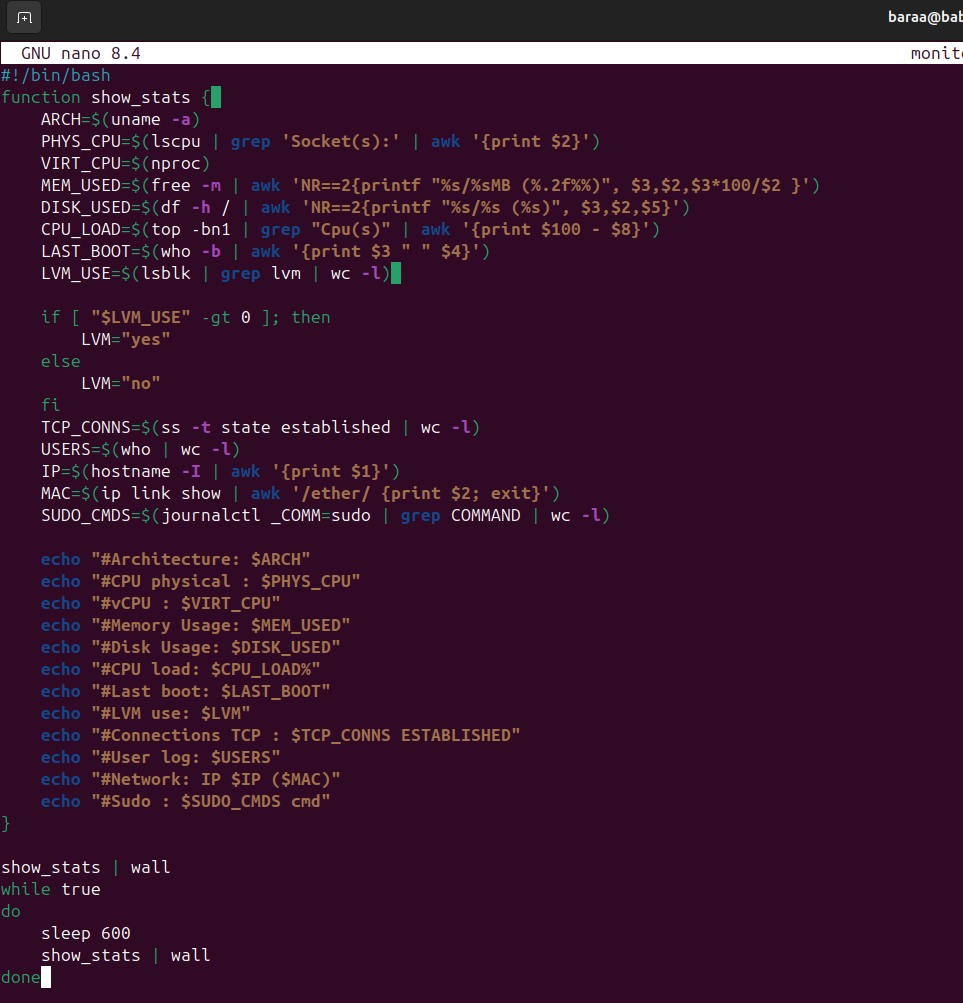 baraa@bab
GNU nano 8.4 monito
#!/bin/bash
function show_stats {
    ARCH=$(uname -a)
    PHYS_CPU=$(lscpu | grep 'Socket(s):' | awk '{print $2}')
    VIRT_CPU=$(nproc)
    MEM_USED=$(free -m | awk 'NR==2{printf "%s/%sMB (%.2f%%)", $3,$2,$3*100/$2 }')
    DISK_USED=$(df -h / | awk 'NR==2{printf "%s/%s (%s)", $3,$2,$5}')
    CPU_LOAD=$(top -bn1 | grep "Cpu(s)" | awk '{print $100 - $8}')
    LAST_BOOT=$(who -b | awk '{print $3 " " $4}')
    LVM_USE=$(lsblk | grep lvm | wc -l)
    if [ "$LVM_USE" -gt 0 ]; then
        LVM="yes"
    else
        LVM="no"
    fi
    TCP_CONNS=$(ss -t state established | wc -l)
    USERS=$(who | wc -l)
    IP=$(hostname -I | awk '{print $1}')
    MAC=$(ip link show | awk '/ether/ {print $2; exit}')
    SUDO_CMDS=$(journalctl _COMM=sudo | grep COMMAND | wc -l)
    echo "#Architecture: $ARCH"
    echo "#CPU physical : $PHYS_CPU"
    echo "#vCPU : $VIRT_CPU"
    echo "#Memory Usage: $MEM_USED"
    echo "#Disk Usage: $DISK_USED"
    echo "#CPU load: $CPU_LOAD%"
    echo "#Last boot: $LAST_BOOT"
    echo "#LVM use: $LVM"
    echo "#Connections TCP : $TCP_CONNS ESTABLISHED"
    echo "#User log: $USERS"
    echo "#Network: IP $IP ($MAC)"
    echo "#Sudo : $SUDO_CMDS cmd"
}
show_stats | wall
while true
do
    sleep 600
    show_stats | wall
done